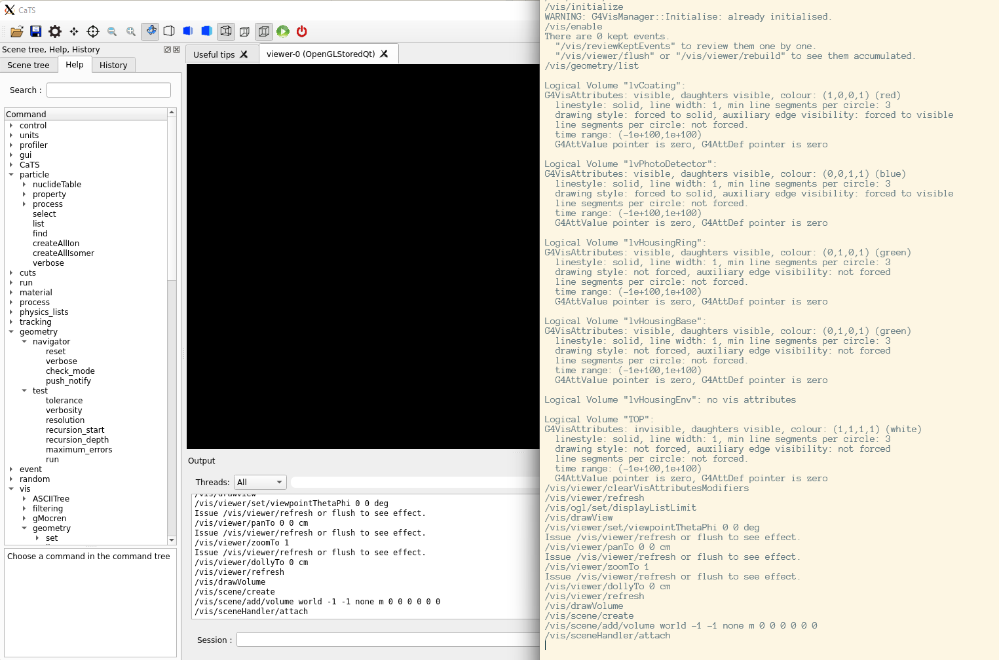 CaTS
Scene tree, Help, History
Scene tree
Help
History
Search :
Command
control
units
profiler
gui
CaTS
particle
nuclideTable
property
process
select
list
find
createAllIon
createAllIsomer
verbose
cuts
run
material
process
physics_lists
tracking
geometry
navigator
reset
verbose
check_mode
push_notify
test
tolerance
verbosity
resolution
recursion_start
recursion_depth
maximum_errors
run
event
random
vis
ASCIITree
filtering
gMocren
geometry
set
Choose a command in the command tree
Useful tips
viewer-0 (OpenGLStoredQt)
Output
Threads:
All
/vis/drawView
/vis/viewer/set/viewpointThetaPhi 0 0 deg
Issue /vis/viewer/refresh or flush to see effect.
/vis/viewer/panTo 0 0 cm
Issue /vis/viewer/refresh or flush to see effect.
/vis/viewer/zoomTo 1
Issue /vis/viewer/refresh or flush to see effect.
/vis/viewer/dollyTo 0 cm
/vis/viewer/refresh
/vis/drawVolume
/vis/scene/create
/vis/scene/add/volume world -1 -1 none m 0 0 0 0 0 0
/vis/sceneHandler/attach
Session :
/vis/initialize
WARNING: G4VisManager::Initialise: already initialised.
/vis/enable
There are 0 kept events.
"/vis/reviewKeptEvents" to review them one by one.
"/vis/viewer/flush" or "/vis/viewer/rebuild" to see them accumulated.
/vis/geometry/list
Logical Volume "lvCoating":
G4VisAttributes: visible, daughters visible, colour: (1,0,0,1) (red)
linestyle: solid, line width: 1, min line segments per circle: 3
drawing style: forced to solid, auxiliary edge visibility: forced to visible
line segments per circle: not forced.
time range: (-1e+100,1e+100)
G4AttValue pointer is zero, G4AttDef pointer is zero
Logical Volume "lvPhotoDetector":
G4VisAttributes: visible, daughters visible, colour: (0,0,1,1) (blue)
linestyle: solid, line width: 1, min line segments per circle: 3
drawing style: forced to solid, auxiliary edge visibility: forced to visible
line segments per circle: not forced.
time range: (-1e+100,1e+100)
G4AttValue pointer is zero, G4AttDef pointer is zero
Logical Volume "lvHousingRing":
G4VisAttributes: visible, daughters visible, colour: (0,1,0,1) (green)
linestyle: solid, line width: 1, min line segments per circle: 3
drawing style: not forced, auxiliary edge visibility: not forced
line segments per circle: not forced.
time range: (-1e+100,1e+100)
G4AttValue pointer is zero, G4AttDef pointer is zero
Logical Volume "lvHousingBase":
G4VisAttributes: visible, daughters visible, colour: (0,1,0,1) (green)
linestyle: solid, line width: 1, min line segments per circle: 3
drawing style: not forced, auxiliary edge visibility: not forced
line segments per circle: not forced.
time range: (-1e+100,1e+100)
G4AttValue pointer is zero, G4AttDef pointer is zero
Logical Volume "lvHousingEnv": no vis attributes
Logical Volume "TOP":
G4VisAttributes: invisible, daughters visible, colour: (1,1,1,1) (white)
linestyle: solid, line width: 1, min line segments per circle: 3
drawing style: not forced, auxiliary edge visibility: not forced
line segments per circle: not forced.
time range: (-1e+100,1e+100)
G4AttValue pointer is zero, G4AttDef pointer is zero
/vis/viewer/clearVisAttributesModifiers
/vis/viewer/refresh
/vis/ogl/set/displayListLimit
/vis/drawView
/vis/viewer/set/viewpointThetaPhi 0 0 deg
Issue /vis/viewer/refresh or flush to see effect.
/vis/viewer/panTo 0 0 cm
Issue /vis/viewer/refresh or flush to see effect.
/vis/viewer/zoomTo 1
Issue /vis/viewer/refresh or flush to see effect.
/vis/viewer/dollyTo 0 cm
/vis/viewer/refresh
/vis/drawVolume
/vis/scene/create
/vis/scene/add/volume world -1 -1 none m 0 0 0 0 0 0
/vis/sceneHandler/attach